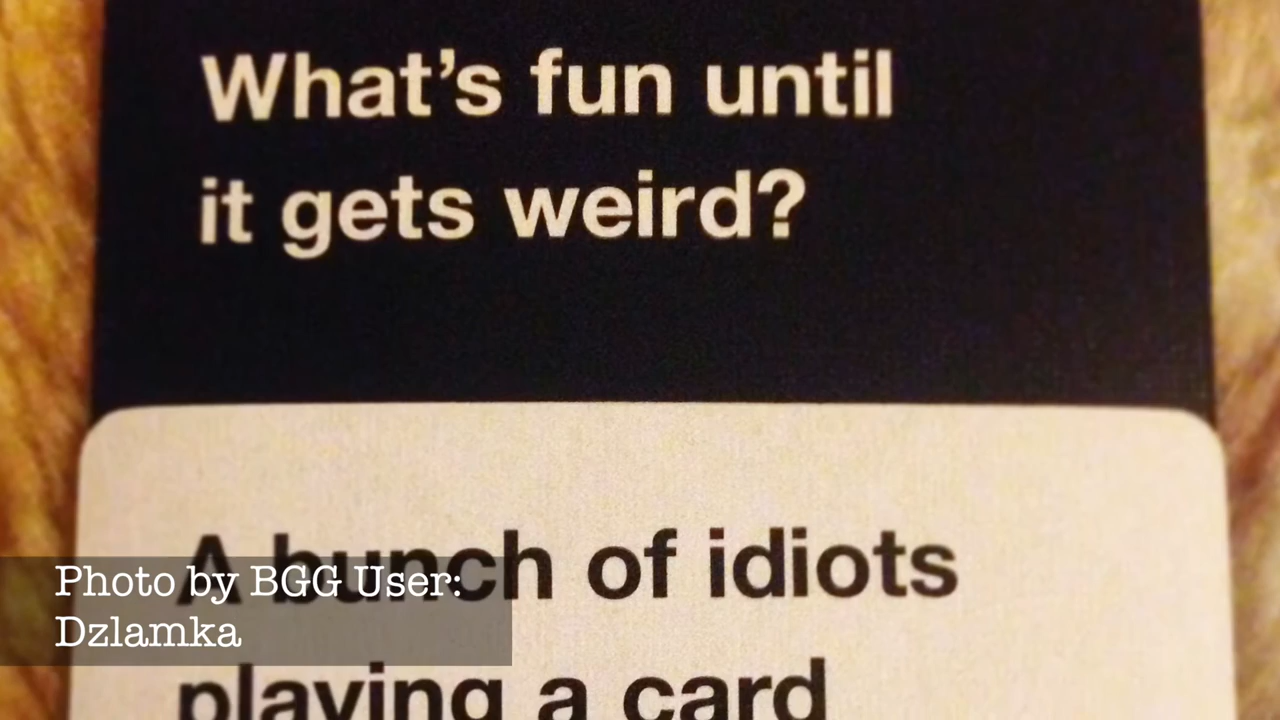 What's fun until
it gets weird?
A bunch of idiots
Photo by BGG User:
Dzlamka
playing a card